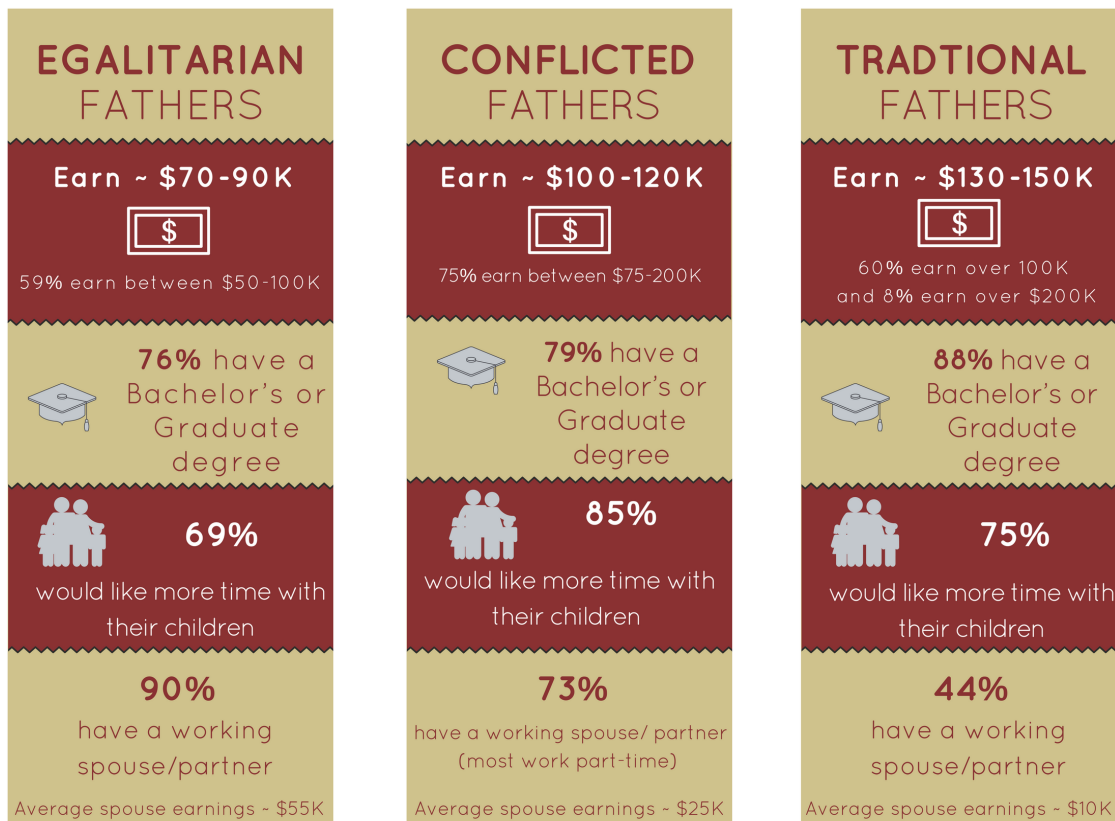 EGALITARIAN
FATHERS
Earn ~ $70-90K
$
59% earn between $50-100K
76% have a
Bachelor's or
Graduate
degree
69%
would like more time with
their children
90%
have a working
spouse/partner
Average spouse earnings ~ $55K
CONFLICTED
FATHERS
Earn ~ $100-120K
$
75% earn between $75-200K
79% have a
Bachelor's or
Graduate
degree
85%
would like more time with
their children
73%
have a working spouse/ partner
(most work part-time)
Average spouse earnings ~ $25K
TRADTIONAL
FATHERS
Earn ~ $130-150K
$
60% earn over 100K
and 8% earn over $200K
88% have a
Bachelor's or
Graduate
degree
75%
would like more time with
their children
44%
have a working
spouse/partner
Average spouse earnings ~ $10K